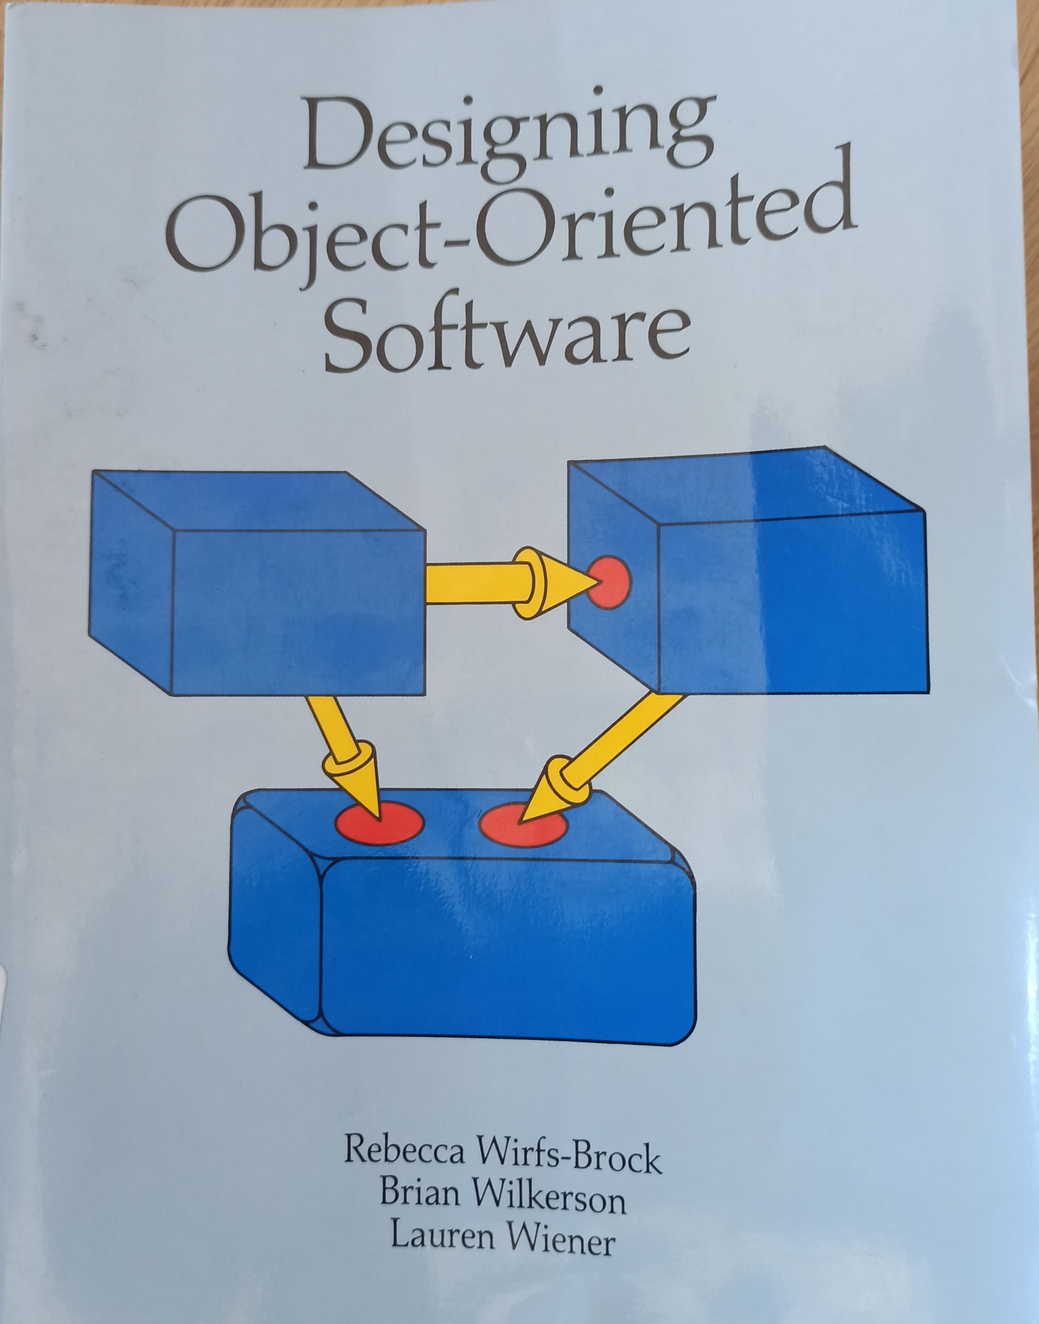 Designing
Object-Oriented
Software
Rebecca Wirfs-Brock
Brian Wilkerson
Lauren Wiener